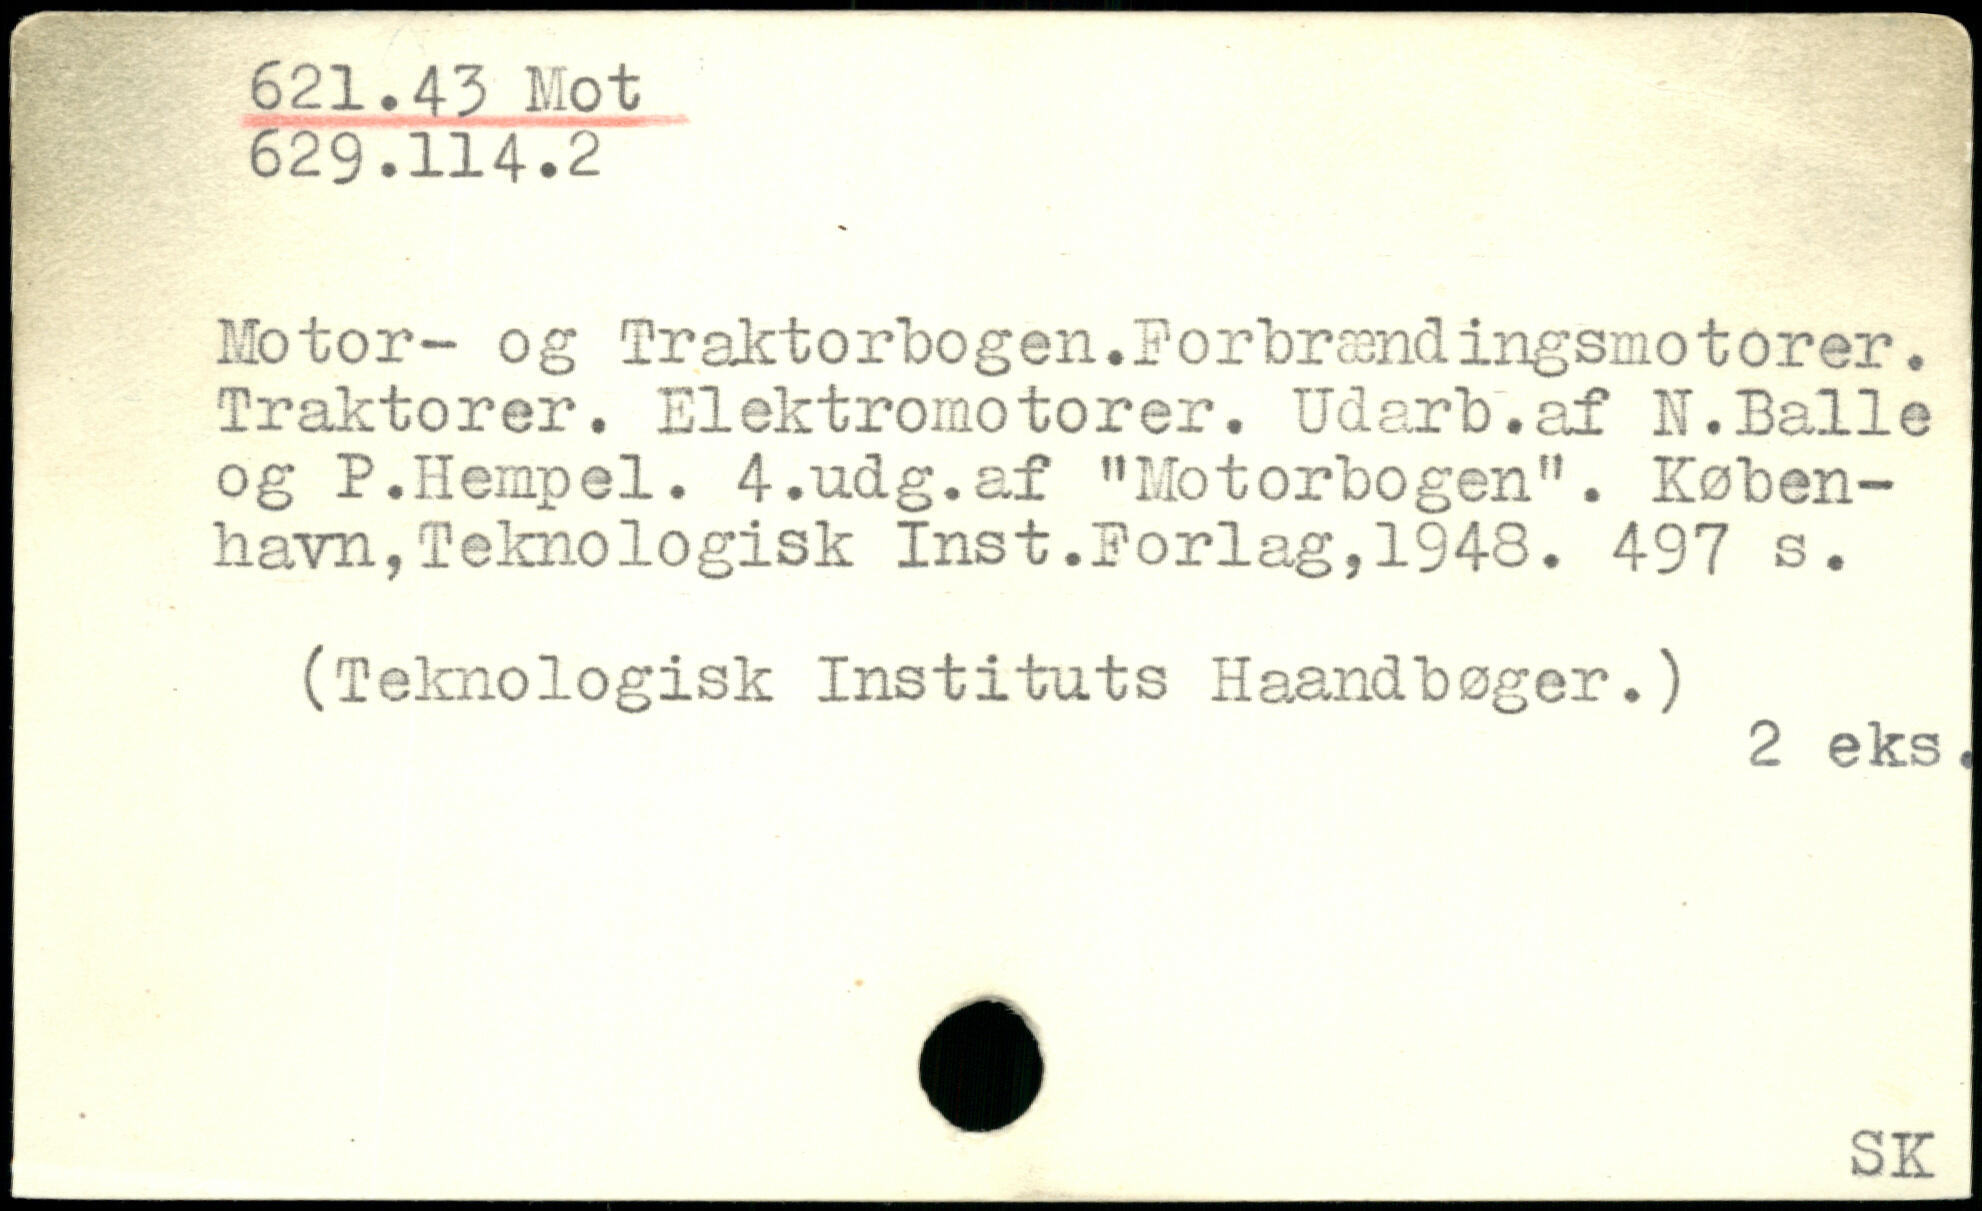 621.43 Mot
629.114.2
Motor- og Traktorbogen.Forbrændingsmotorer.
Traktorer. Elektromotorer. Udarb.af N.Balle
og P.Hempel. 4.udg.af "Motorbogen". Køben-
havn,Teknologisk Inst.Forlag,1948. 497 s.
(Teknologisk Instituts Haandbøger.)
2 eks.
SK